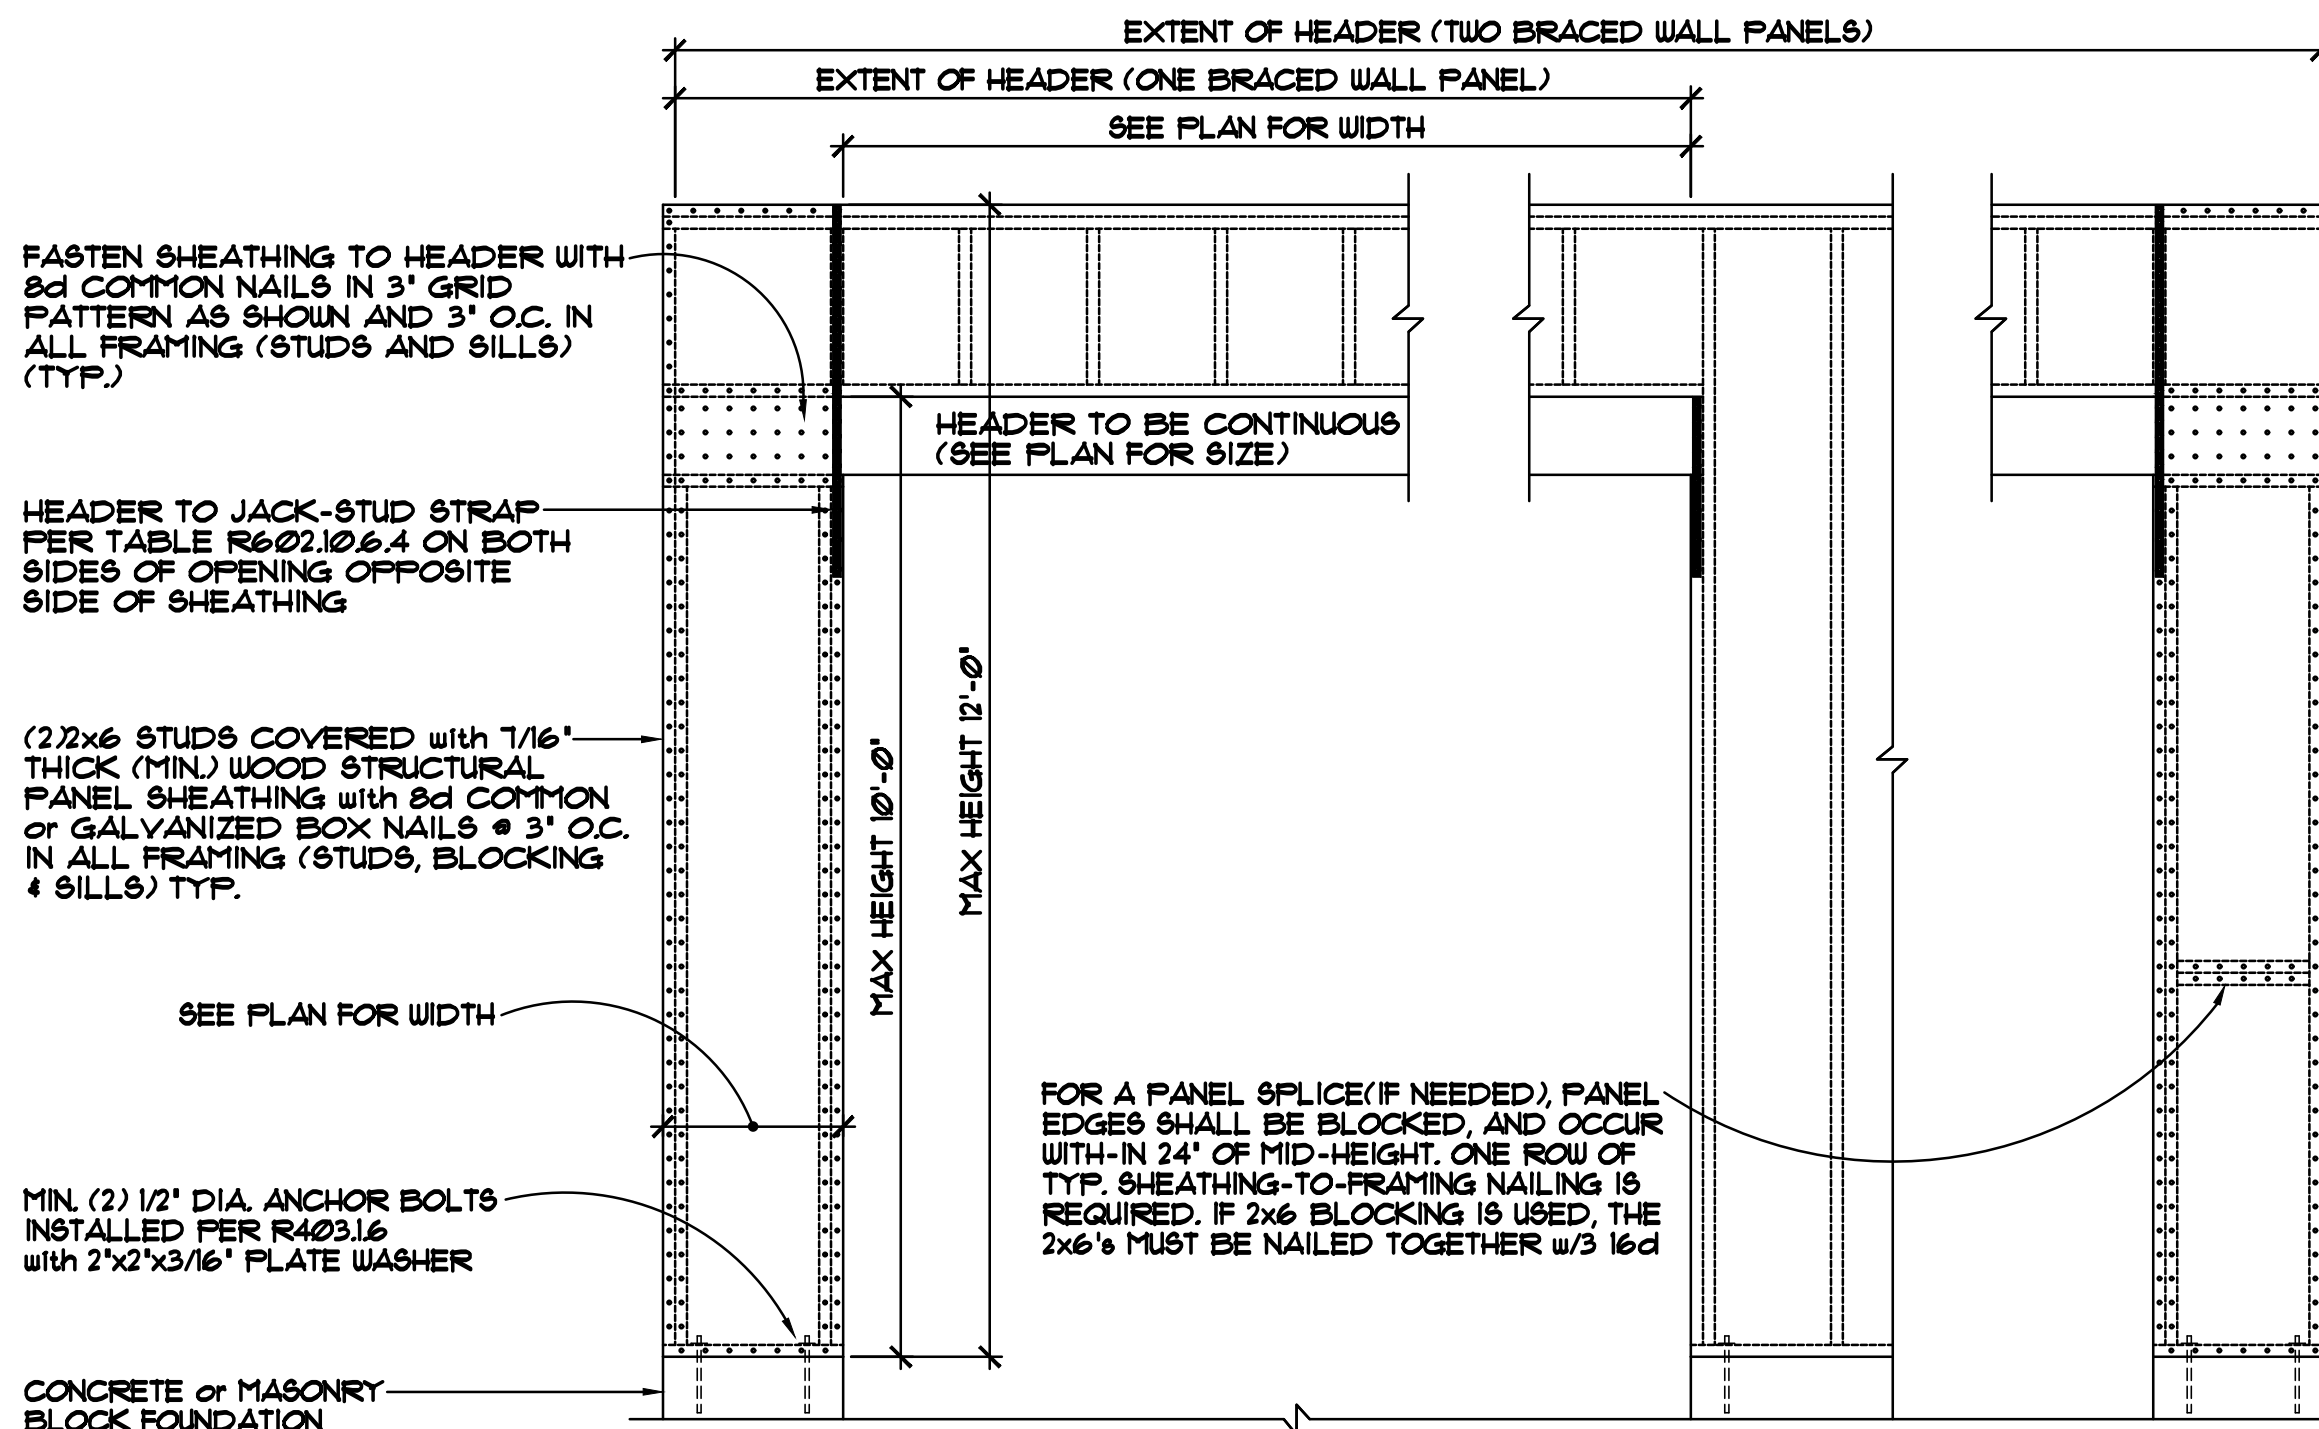 EXTENT OF HEADER (TWO BRACED WALL PANELS)
EXTENT OF HEADER (ONE BRACED WALL PANEL)
SEE PLAN FOR WIDTH
FASTEN SHEATHING TO HEADER WITH
8d COMMON NAILS IN 3" GRID
PATTERN AS SHOWN AND 3" O.C. IN
ALL FRAMING (STUDS AND SILLS)
(TYP.)
HEADER TO BE CONTINUOUS
(SEE PLAN FOR SIZE)
HEADER TO JACK-STUD STRAP
PER TABLE R602.10.6.4 ON BOTH
SIDES OF OPENING OPPOSITE
SIDE OF SHEATHING
(2)2x6 STUDS COVERED with 7/16"
THICK (MIN.) WOOD STRUCTURAL
PANEL SHEATHING with 8d COMMON
or GALVANIZED BOX NAILS @ 3" O.C.
IN ALL FRAMING (STUDS, BLOCKING
& SILLS) TYP.
MAX HEIGHT 10'-0"
MAX HEIGHT 12'-0"
SEE PLAN FOR WIDTH
FOR A PANEL SPLICE(IF NEEDED), PANEL
EDGES SHALL BE BLOCKED, AND OCCUR
WITH-IN 24" OF MID-HEIGHT. ONE ROW OF
TYP. SHEATHING-TO-FRAMING NAILING IS
REQUIRED. IF 2x6 BLOCKING IS USED, THE
2x6's MUST BE NAILED TOGETHER w/3 16d
MIN. (2) 1/2" DIA. ANCHOR BOLTS
INSTALLED PER R403.1.6
with 2"x2"x3/16" PLATE WASHER
CONCRETE or MASONRY
BLOCK FOUNDATION